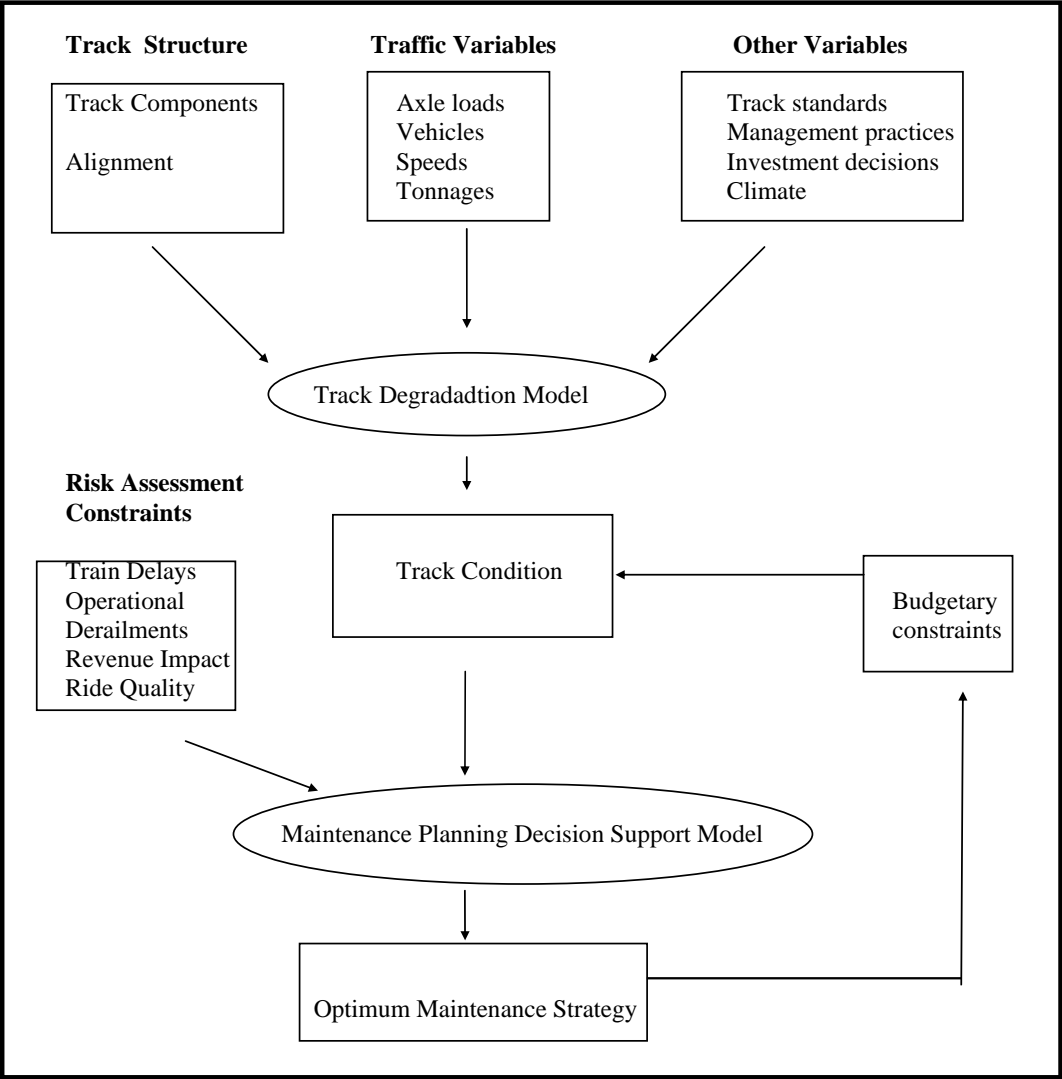 Track Structure
Traffic Variables
Other Variables
Track Components
Alignment
Axle loads
Vehicles
Speeds
Tonnages
Track standards
Management practices
Investment decisions
Climate
Track Degradadtion Model
Risk Assessment
Constraints
Train Delays
Operational
Derailments
Revenue Impact
Ride Quality
Track Condition
Budgetary
constraints
Maintenance Planning Decision Support Model
Optimum Maintenance Strategy